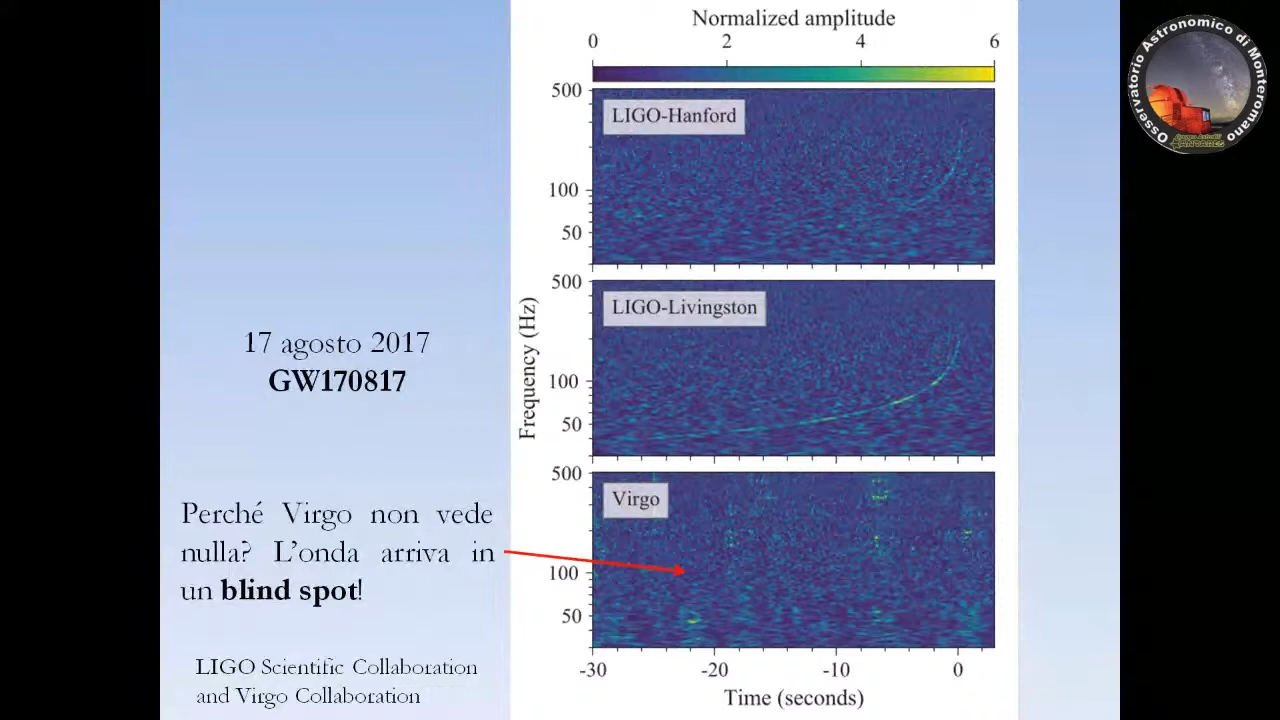 Normalized amplitude
0 2 4 6
500
LIGO-Hanford
100
50
500
LIGO-Livingston
100
50
Frequency (Hz)
500
Virgo
100
50
-30 -20 -10 0
Time (seconds)
17 agosto 2017
GW170817
Perché Virgo non vede
nulla? L'onda arriva in
un blind spot!
LIGO Scientific Collaboration
and Virgo Collaboration
Osservatorio Astronomico di Monteromano
ANTARES